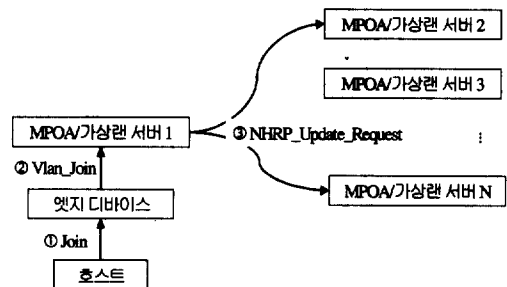 MPOA/가상랜 서버 2
MPOA/가상랜 서버 3
MPOA/가상랜 서버 1
③ NHRP_Update_Request
② Vlan_Join
MPOA/가상랜 서버 N
엣지 디바이스
① Join
호스트